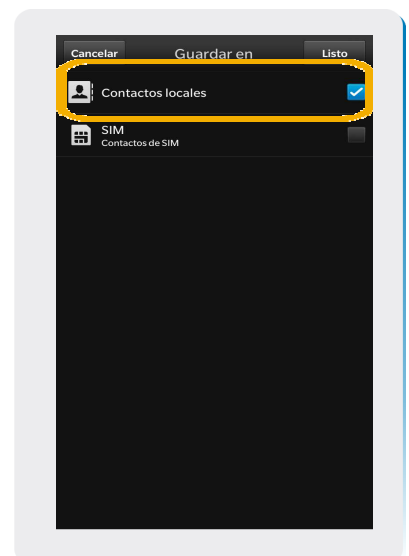 Cancelar Guardar en Listo
Contactos locales
SIM
Contactos de SIM